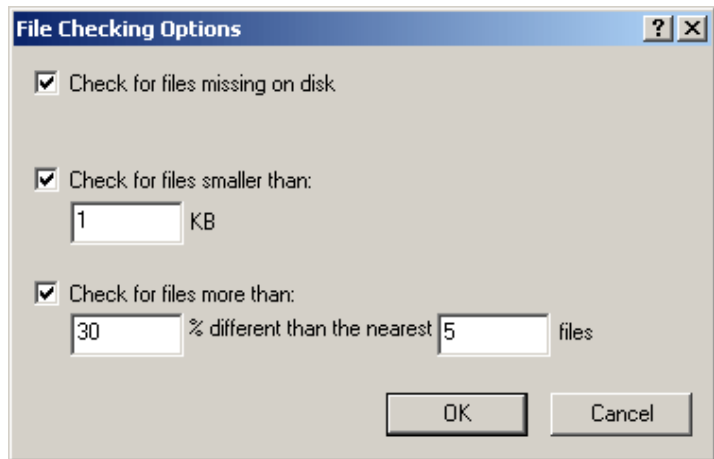 File Checking Options
Check for files missing on disk
Check for files smaller than:
1 KB
Check for files more than:
30 % different than the nearest 5 files
OK Cancel